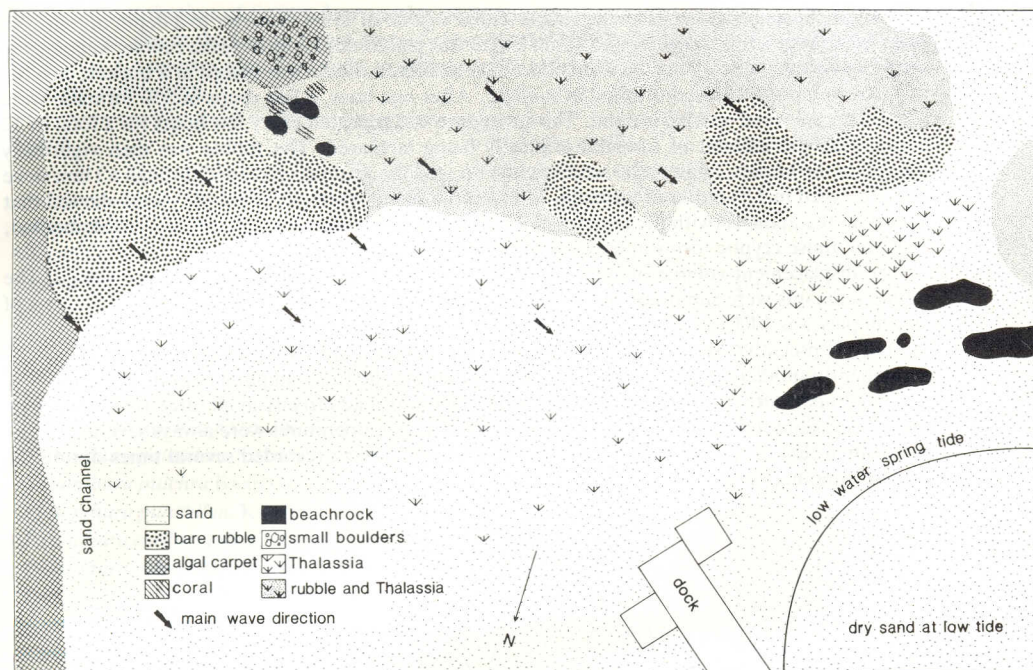 low water spring tide
sand channel
sand
beachrock
bare rubble
small boulders
algal carpet
Thalassia
coral
rubble and Thalassia
main wave direction
N
dock
dry sand at low tide